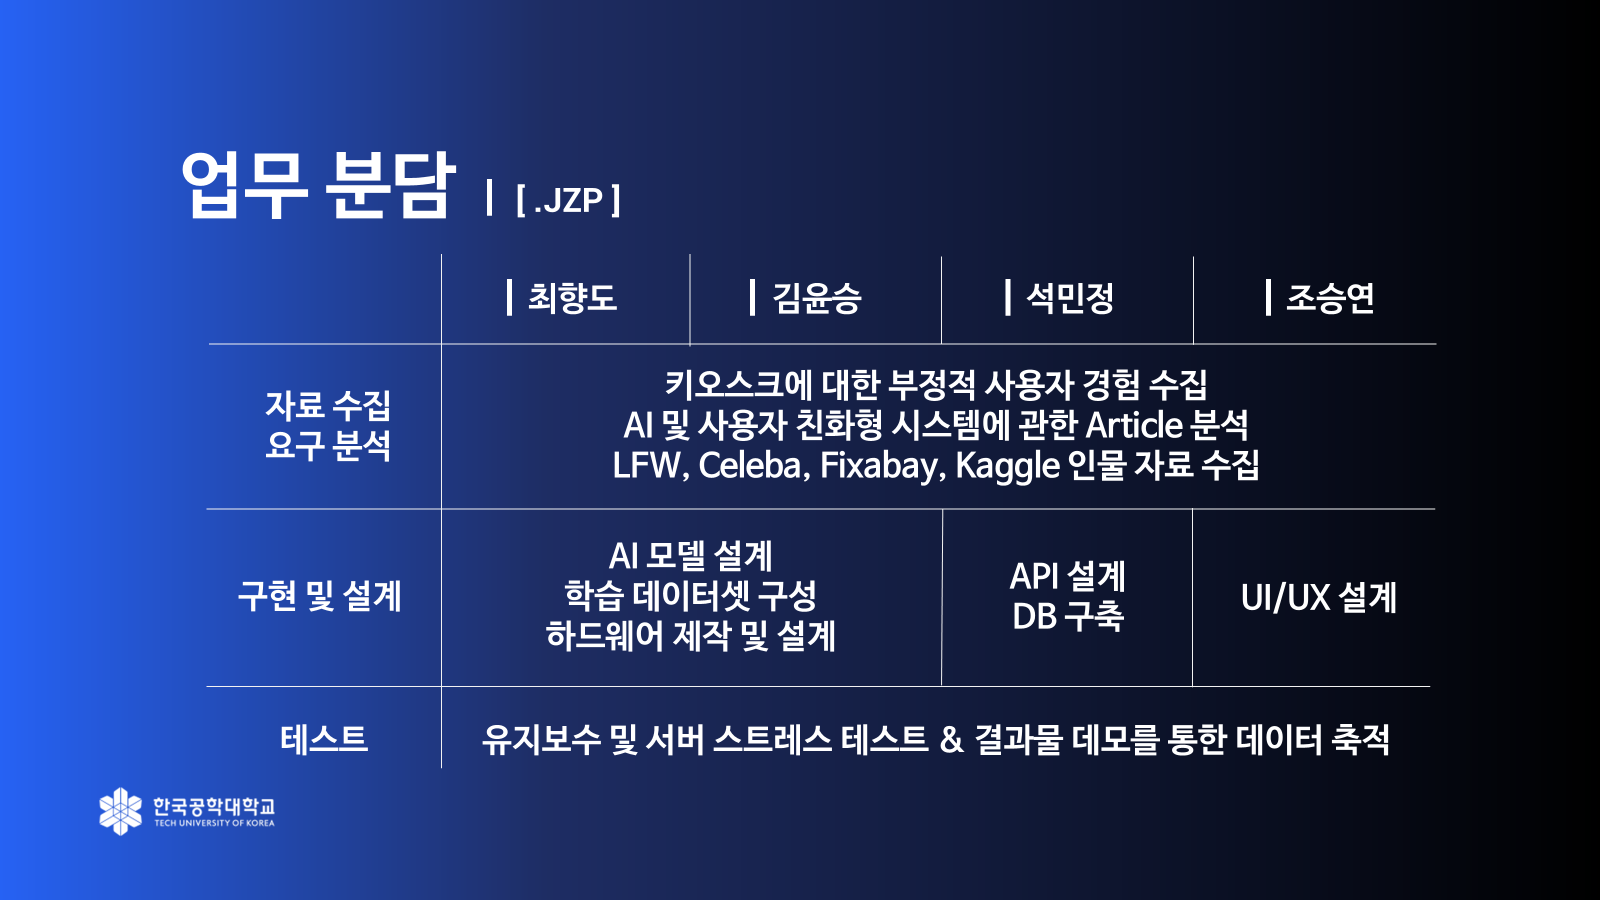 업무 분담 | [ .JZP ]
| 최향도 | 김윤승 | 석민정 | 조승연
자료 수집
요구 분석
키오스크에 대한 부정적 사용자 경험 수집
AI 및 사용자 친화형 시스템에 관한 Article 분석
LFW, Celeba, Fixabay, Kaggle 인물 자료 수집
구현 및 설계
AI 모델 설계
학습 데이터셋 구성
하드웨어 제작 및 설계
API 설계
DB 구축
UI/UX 설계
테스트
유지보수 및 서버 스트레스 테스트 & 결과물 데모를 통한 데이터 축적
한국공학대학교
TECH UNIVERSITY OF KOREA